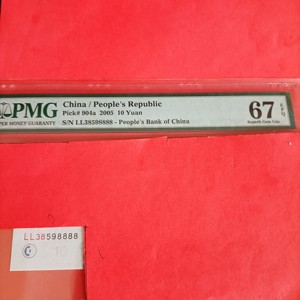 PMG
PAPER MONEY GUARANTY
China / People's Republic
Pick# 904a 2005 10 Yuan
S/N LL38598888 - People's Bank of China
67 EPQ
Superb Gem Unc
LL38598888
10